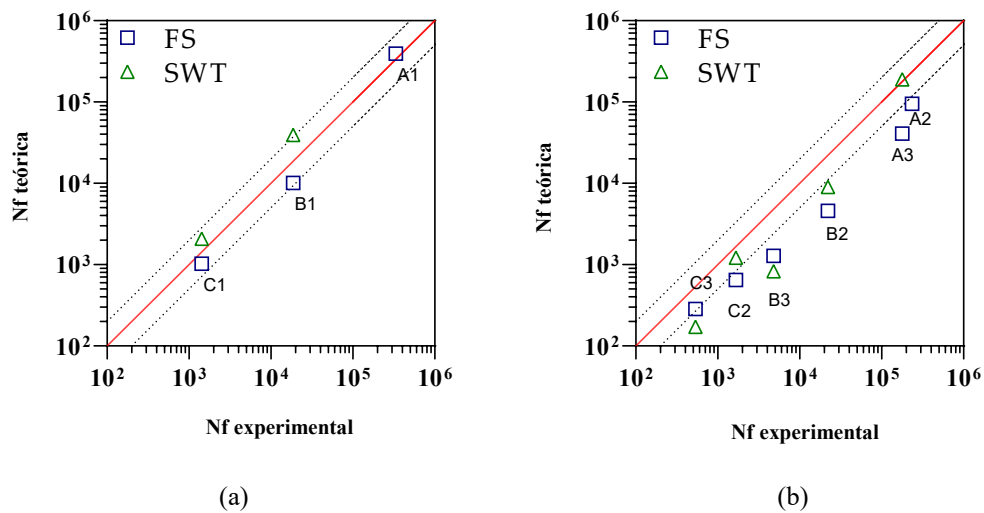 10⁶
FS
SWT
A1
10⁵
10⁴
B1
10³
C1
10²
10² 10³ 10⁴ 10⁵ 10⁶
Nf teórica
Nf experimental
(a)
10⁶
FS
SWT
10⁵
A2
A3
10⁴
B2
10³
C3
C2
B3
10²
10² 10³ 10⁴ 10⁵ 10⁶
Nf teórica
Nf experimental
(b)